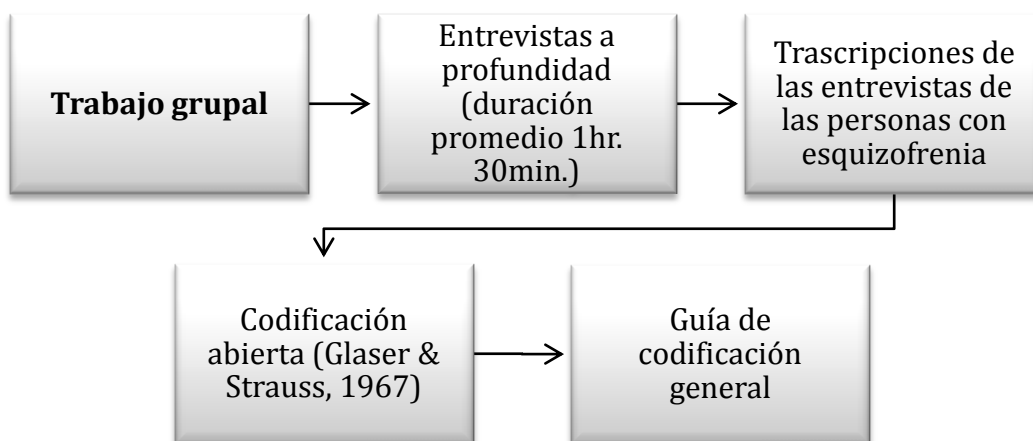 Trabajo grupal
Entrevistas a
profundidad
(duración
promedio 1hr.
30min.)
Trascripciones de
las entrevistas de
las personas con
esquizofrenia
Codificación
abierta (Glaser &
Strauss, 1967)
Guía de
codificación
general